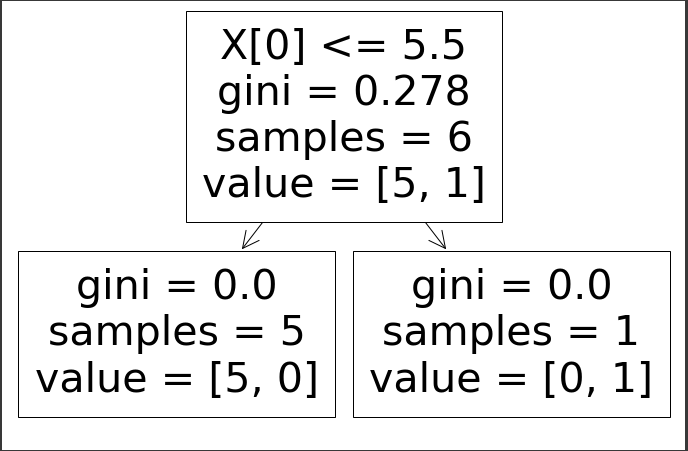 X[0] <= 5.5
gini = 0.278
samples = 6
value = [5, 1]
gini = 0.0
samples = 5
value = [5, 0]
gini = 0.0
samples = 1
value = [0, 1]